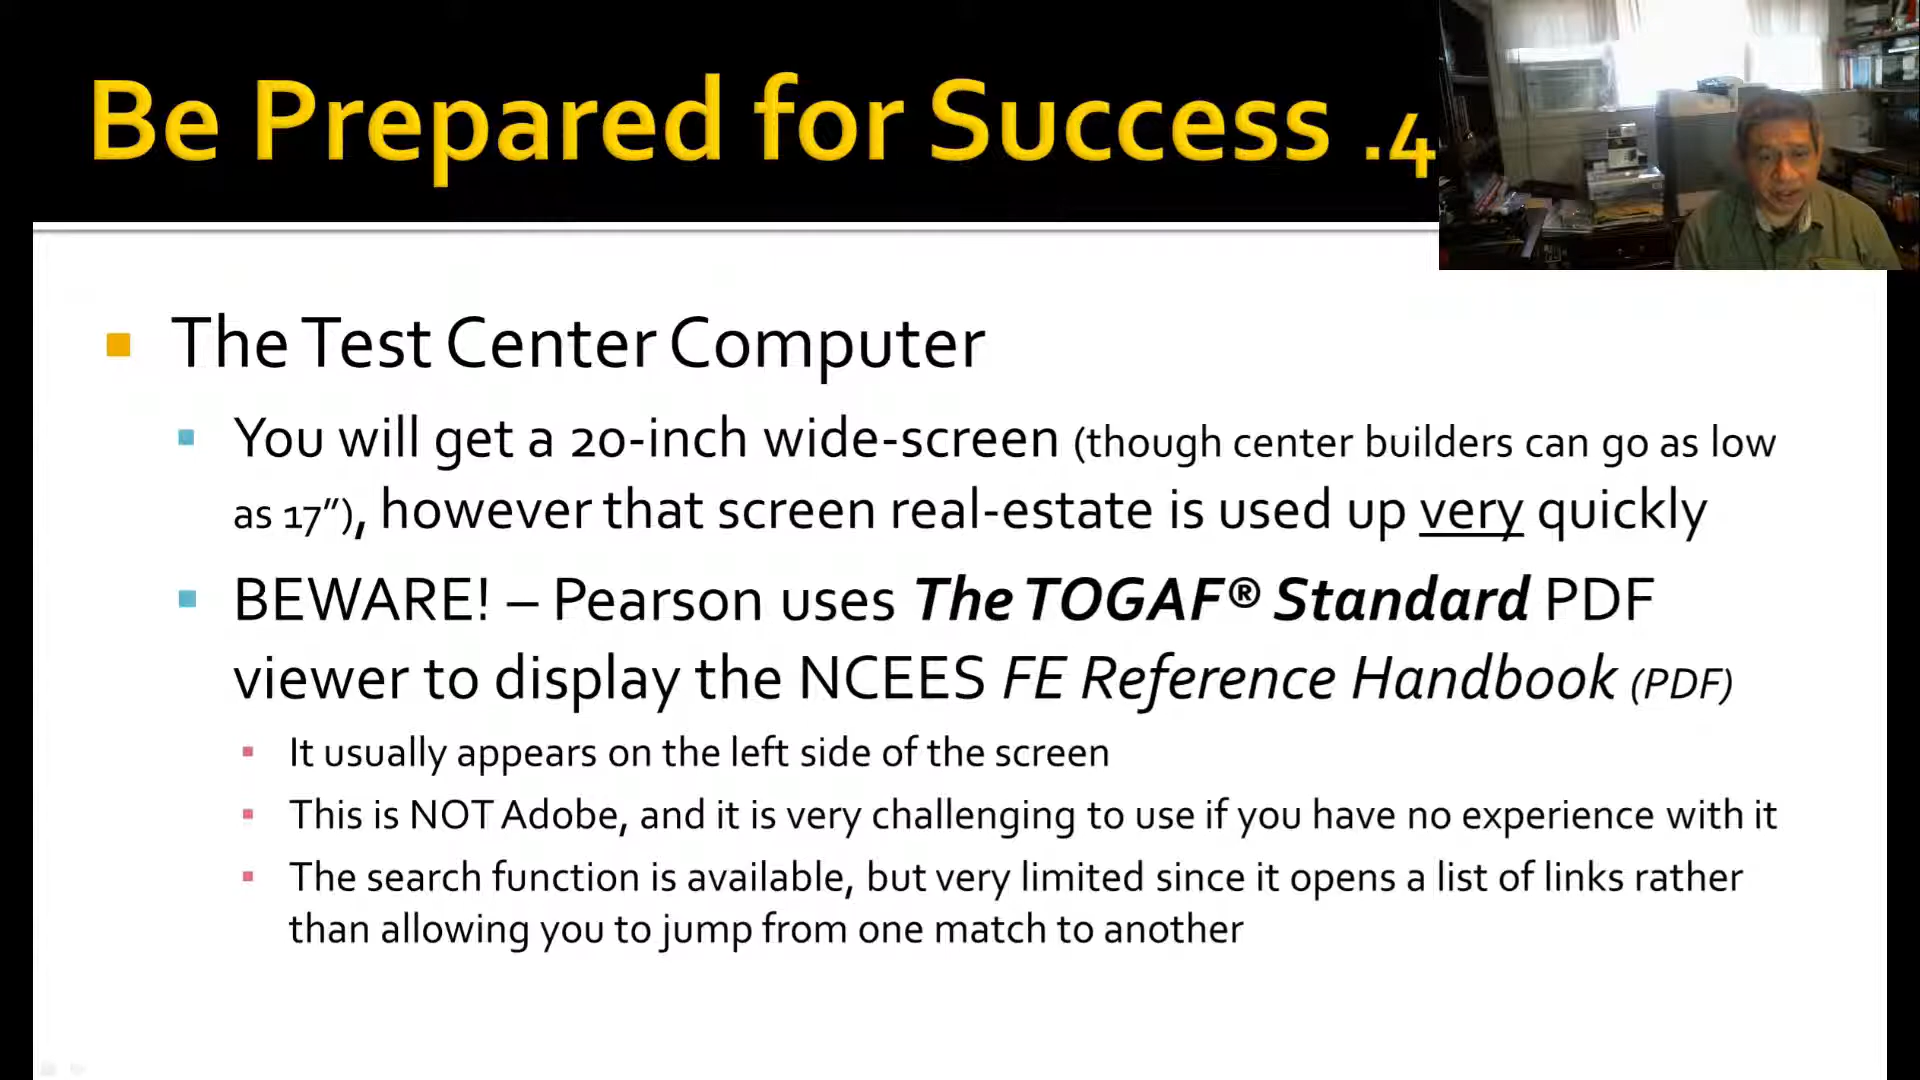 Be Prepared for Success .4
The Test Center Computer
You will get a 20-inch wide-screen (though center builders can go as low
as 17”), however that screen real-estate is used up very quickly
BEWARE! – Pearson uses The TOGAF® Standard PDF
viewer to display the NCEES FE Reference Handbook (PDF)
It usually appears on the left side of the screen
This is NOT Adobe, and it is very challenging to use if you have no experience with it
The search function is available, but very limited since it opens a list of links rather
than allowing you to jump from one match to another